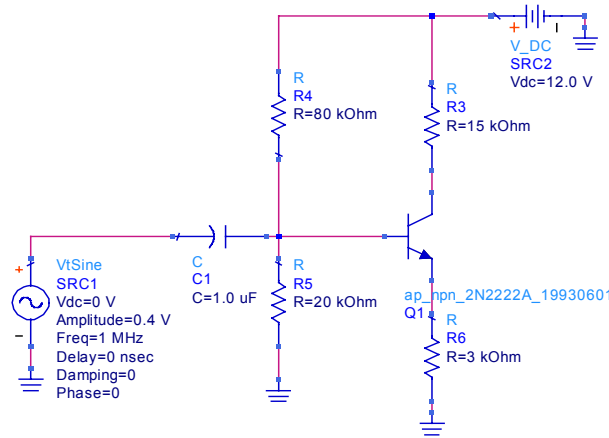 V_DC
SRC2
Vdc=12.0 V
R
R4
R=80 kOhm
R
R3
R=15 kOhm
VtSine
SRC1
Vdc=0 V
Amplitude=0.4 V
Freq=1 MHz
Delay=0 nsec
Damping=0
Phase=0
C
C1
C=1.0 uF
R
R5
R=20 kOhm
ap_npn_2N2222A_19930601
Q1
R
R6
R=3 kOhm